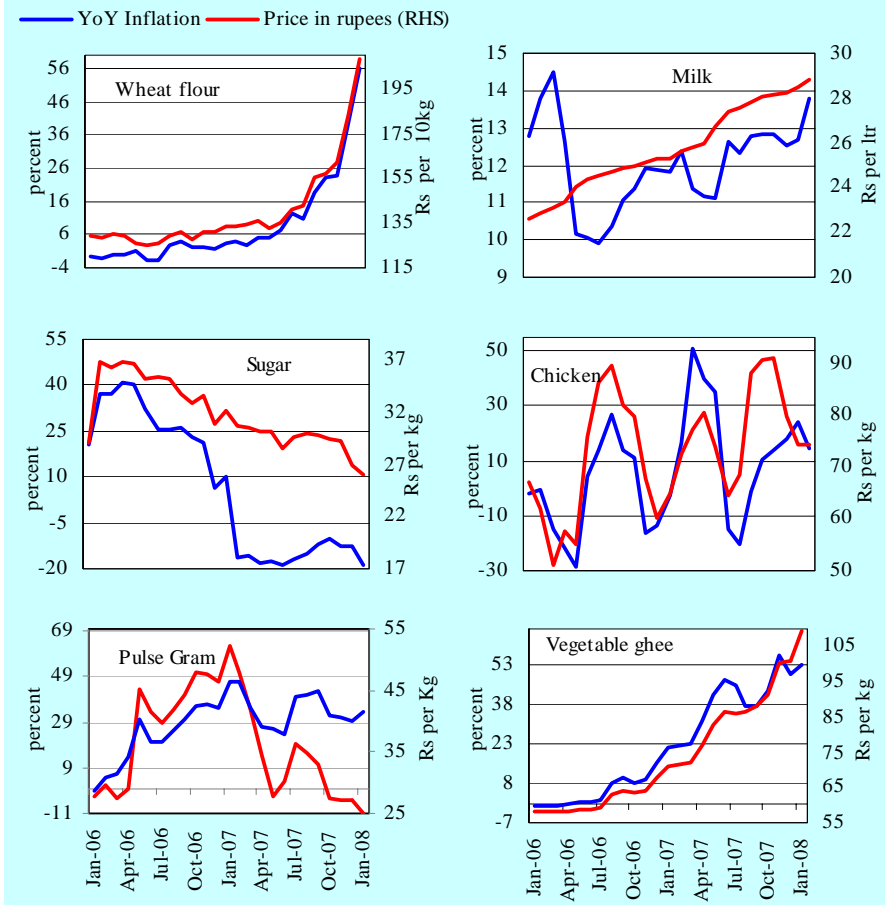 YoY Inflation Price in rupees (RHS)
Wheat flour
percent
56
46
36
26
16
6
-4
195
175
155
135
115
Rs per 10kg
Milk
percent
15
14
13
12
11
10
9
30
28
26
24
22
20
Rs per ltr
Sugar
percent
55
40
25
10
-5
-20
37
32
27
22
17
Rs per kg
Chicken
percent
50
30
10
-10
-30
90
80
70
60
50
Rs per kg
Pulse Gram
percent
69
49
29
9
-11
55
45
35
25
Rs per Kg
Jan-06
Apr-06
Jul-06
Oct-06
Jan-07
Apr-07
Jul-07
Oct-07
Jan-08
Vegetable ghee
percent
53
38
23
8
-7
105
95
85
75
65
55
Rs per kg
Jan-06
Apr-06
Jul-06
Oct-06
Jan-07
Apr-07
Jul-07
Oct-07
Jan-08